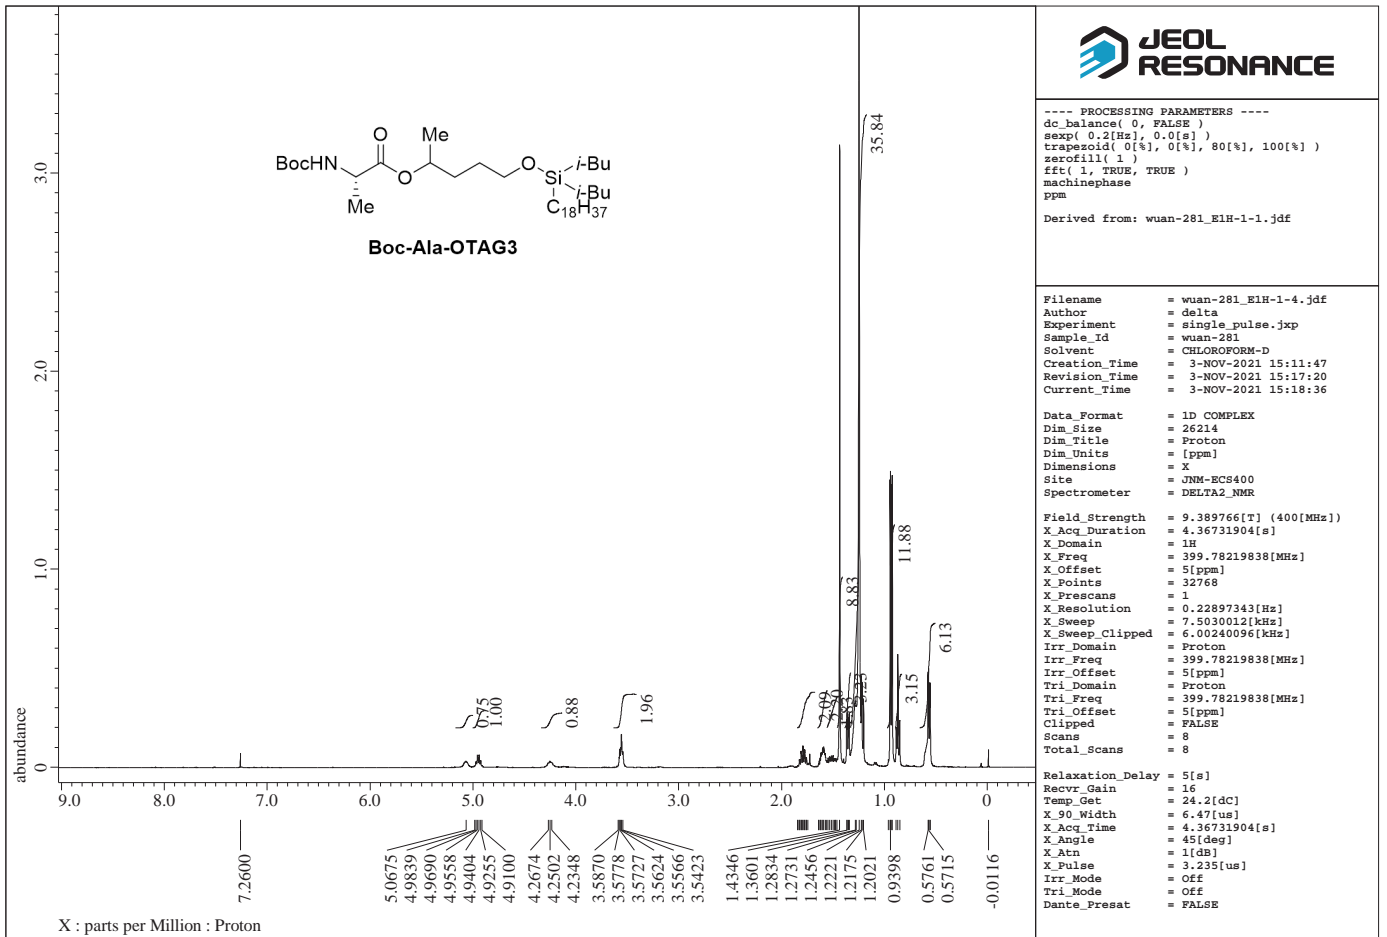 JEOL
RESONANCE
---- PROCESSING PARAMETERS ----
dc_balance( 0, FALSE )
sexp( 0.2[Hz], 0.0[s] )
trapezoid( 0[%], 0[%], 80[%], 100[%] )
zerofill( 1 )
fft( 1, TRUE, TRUE )
machinephase
ppm
Derived from: wuan-281_E1H-1-1.jdf
Filename = wuan-281_E1H-1-4.jdf
Author = delta
Experiment = single_pulse.jxp
Sample_Id = wuan-281
Solvent = CHLOROFORM-D
Creation_Time = 3-NOV-2021 15:11:47
Revision_Time = 3-NOV-2021 15:17:20
Current_Time = 3-NOV-2021 15:18:36
Data_Format = 1D COMPLEX
Dim_Size = 26214
Dim_Title = Proton
Dim_Units = [ppm]
Dimensions = X
Site = JNM-ECS400
Spectrometer = DELTA2_NMR
Field_Strength = 9.389766[T] (400[MHz])
X_Acq_Duration = 4.36731904[s]
X_Domain = 1H
X_Freq = 399.78219838[MHz]
X_Offset = 5[ppm]
X_Points = 32768
X_Prescans = 1
X_Resolution = 0.22897343[Hz]
X_Sweep = 7.5030012[kHz]
X_Sweep_Clipped = 6.00240096[kHz]
Irr_Domain = Proton
Irr_Freq = 399.78219838[MHz]
Irr_Offset = 5[ppm]
Tri_Domain = Proton
Tri_Freq = 399.78219838[MHz]
Tri_Offset = 5[ppm]
Clipped = FALSE
Scans = 8
Total_Scans = 8
Relaxation_Delay = 5[s]
Recvr_Gain = 16
Temp_Get = 24.2[dC]
X_90_Width = 6.47[us]
X_Acq_Time = 4.36731904[s]
X_Angle = 45[deg]
X_Atn = 1[dB]
X_Pulse = 3.235[us]
Irr_Mode = Off
Tri_Mode = Off
Dante_Presat = FALSE
abundance
3.0
2.0
1.0
0
BocHN
O
Me
O
Me
O
Si
i-Bu
i-Bu
C18H37
Boc-Ala-OTAG3
0.75
1.00
0.88
1.96
2.09
1.83
8.83
35.84
11.88
3.15
6.13
9.0 8.0 7.0 6.0 5.0 4.0 3.0 2.0 1.0 0
7.2600
5.0675
4.9839
4.9690
4.9558
4.9404
4.9255
4.9100
4.2674
4.2502
4.2348
3.5870
3.5778
3.5727
3.5624
3.5566
3.5423
1.4346
1.3601
1.2834
1.2731
1.2456
1.2221
1.2175
1.2021
0.9398
0.5761
0.5715
-0.0116
X : parts per Million : Proton